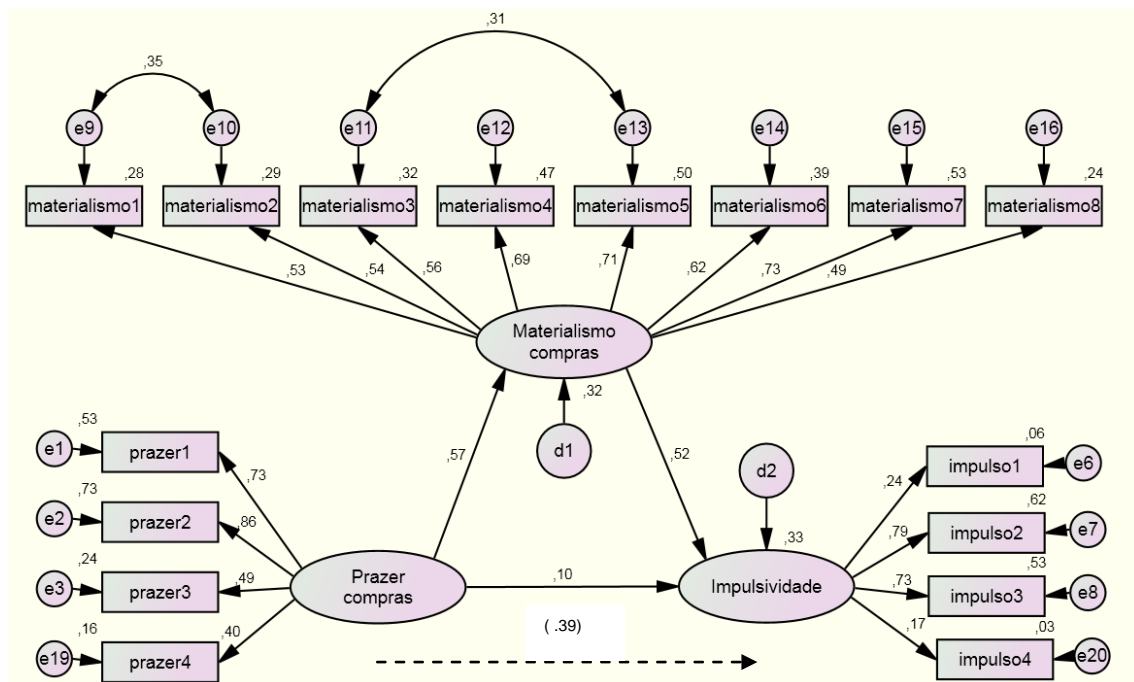 ,31
,35
e9 e10 e11 e12 e13 e14 e15 e16
,28 ,29 ,32 ,47 ,50 ,39 ,53 ,24
materialismo1 materialismo2 materialismo3 materialismo4 materialismo5 materialismo6 materialismo7 materialismo8
,53 ,54 ,56 ,69 ,71 ,62 ,73 ,49
Materialismo
compras
,32
d1
,57
,52
d2
,33
,53
e1 prazer1
,73
,73
e2 prazer2
,86
,24
e3 prazer3
,49
,16
e19 prazer4
,40
Prazer
compras
,10
( .39)
Impulsividade
,06
,24
impulso1 e6
,62
,79
impulso2 e7
,53
,73
impulso3 e8
,03
,17
impulso4 e20